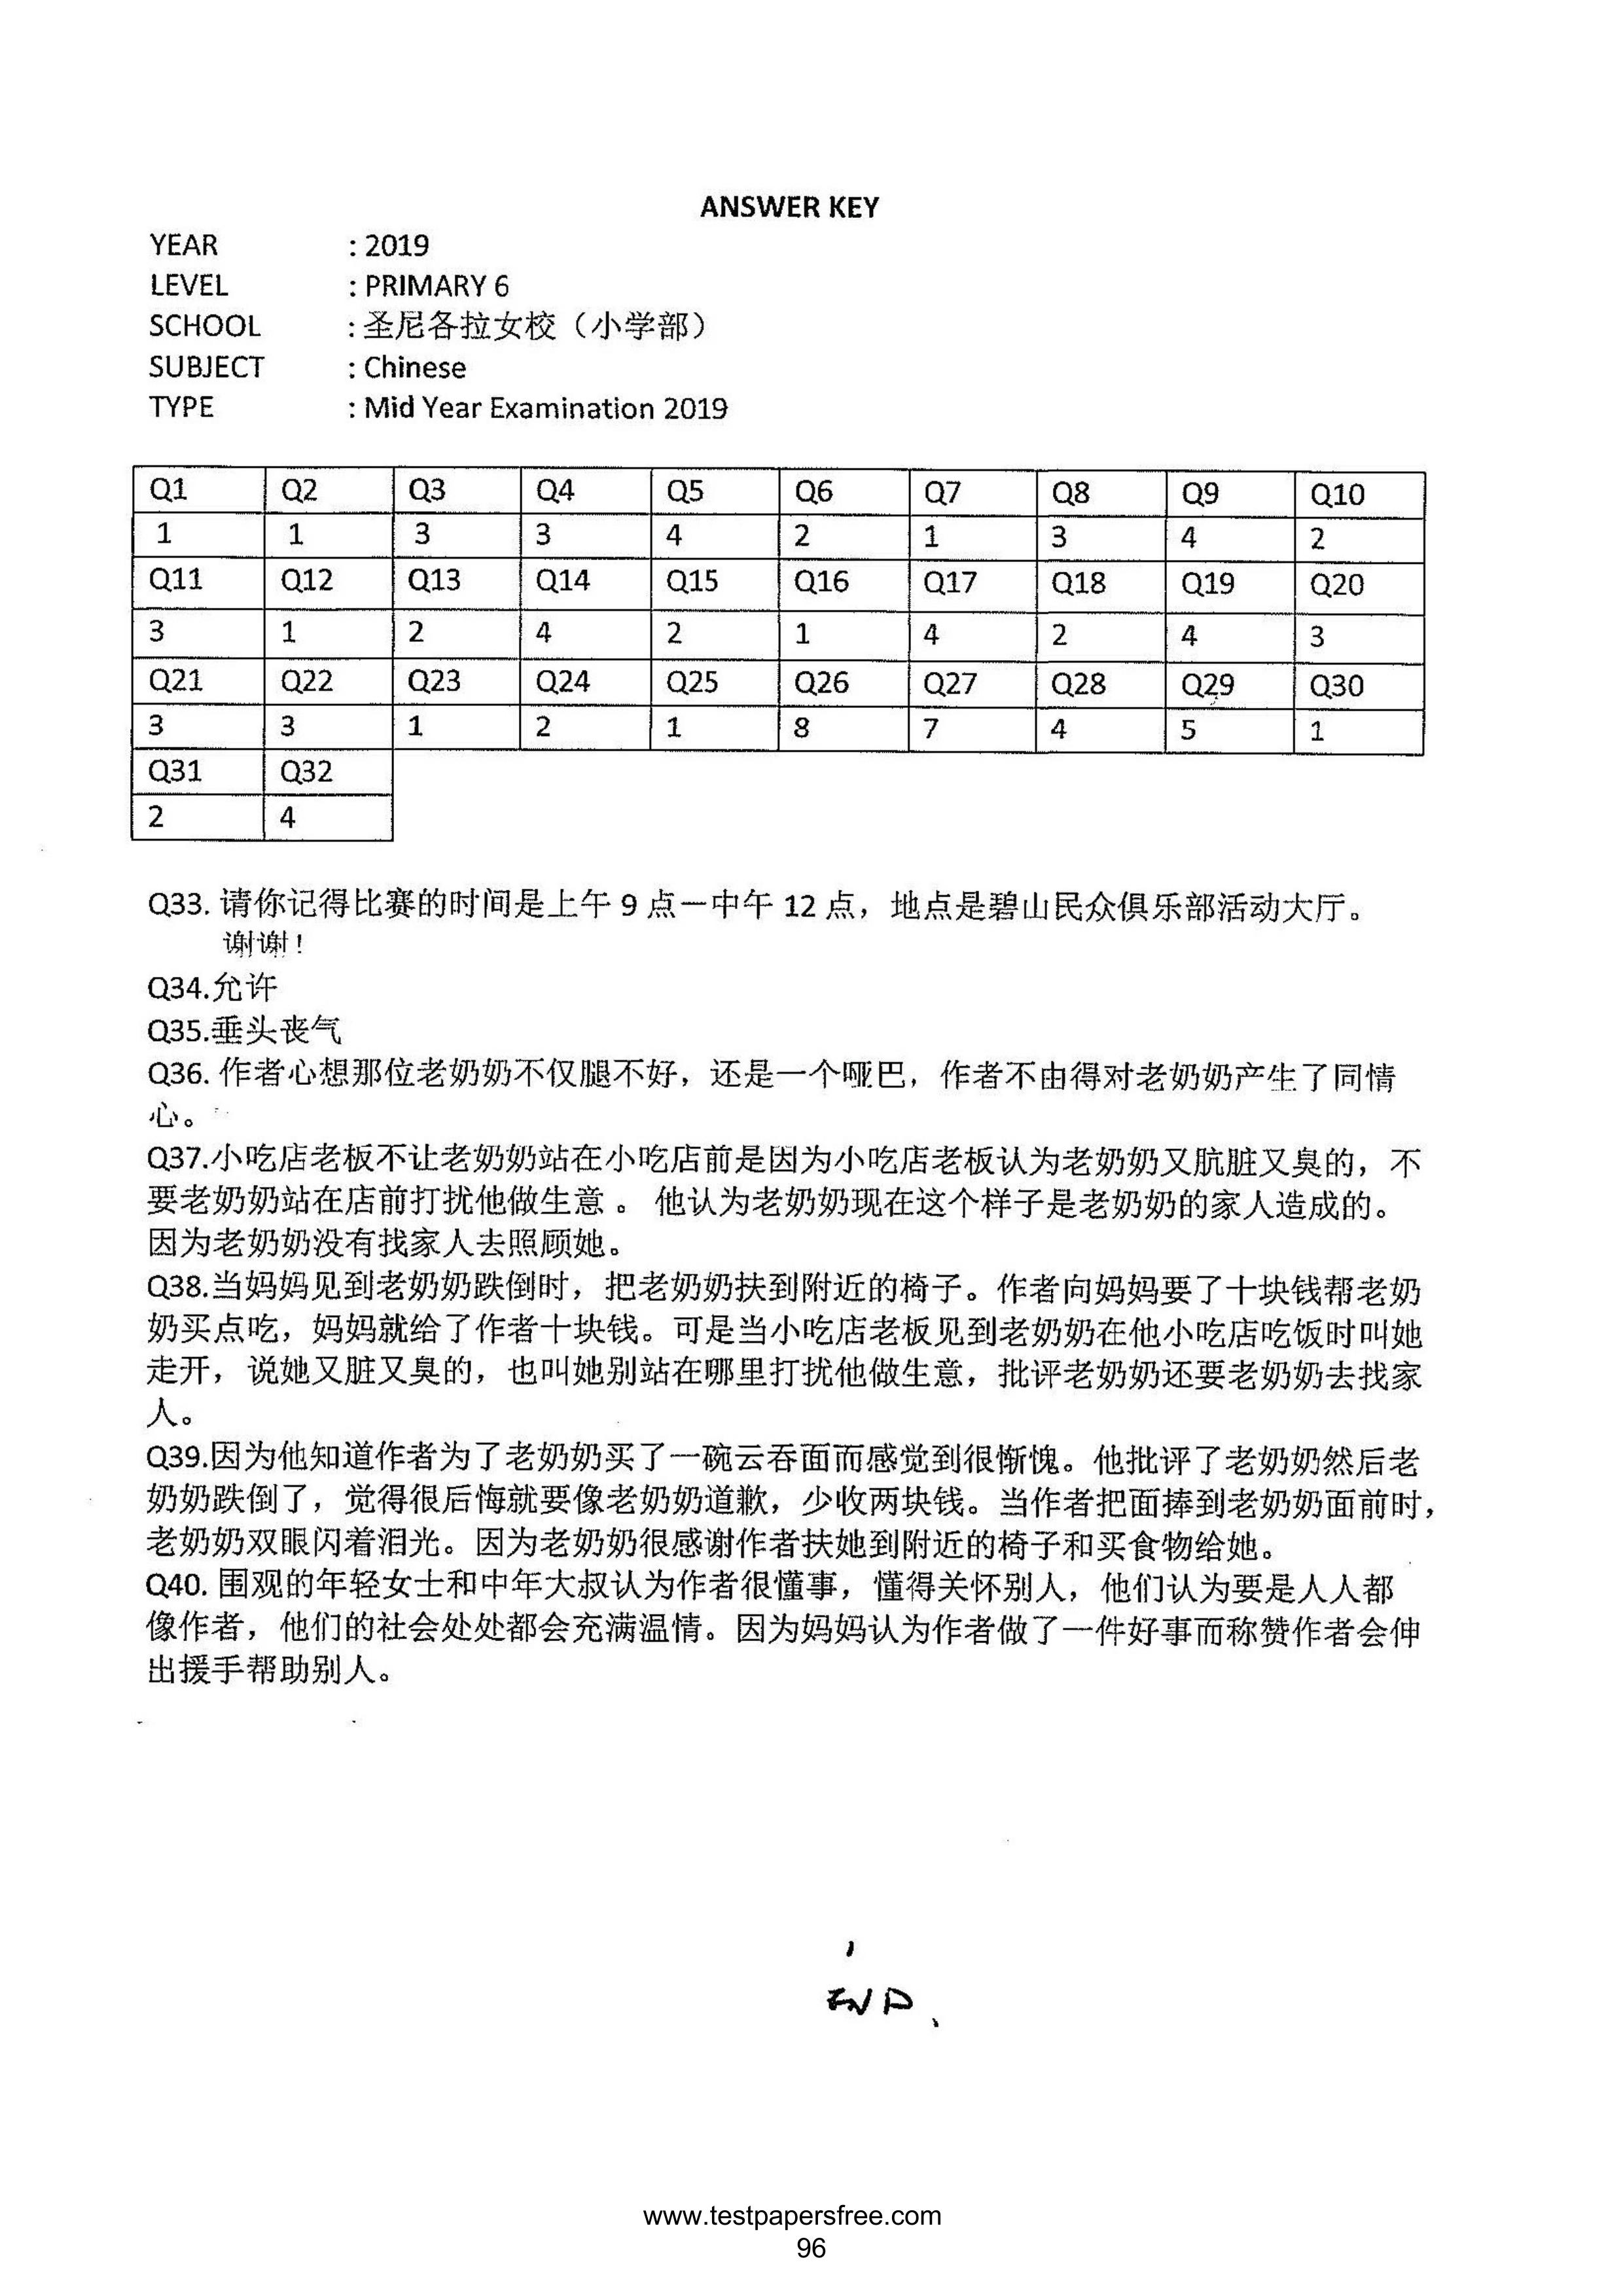 ANSWER KEY
YEAR : 2019
LEVEL : PRIMARY 6
SCHOOL : 圣尼各拉女校（小学部）
SUBJECT : Chinese
TYPE : Mid Year Examination 2019
Q1 Q2 Q3 Q4 Q5 Q6 Q7 Q8 Q9 Q10
1 1 3 3 4 2 1 3 4 2
Q11 Q12 Q13 Q14 Q15 Q16 Q17 Q18 Q19 Q20
3 1 2 4 2 1 4 2 4 3
Q21 Q22 Q23 Q24 Q25 Q26 Q27 Q28 Q29 Q30
3 3 1 2 1 8 7 4 5 1
Q31 Q32
2 4
Q33. 请你记得比赛的时间是上午 9 点一中午 12 点，地点是碧山民众俱乐部活动大厅。
谢谢！
Q34.允许
Q35.垂头丧气
Q36. 作者心想那位老奶奶不仅腿不好，还是一个哑巴，作者不由得对老奶奶产生了同情
心。
Q37.小吃店老板不让老奶奶站在小吃店前是因为小吃店老板认为老奶奶又肮脏又臭的，不
要老奶奶站在店前打扰他做生意 。 他认为老奶奶现在这个样子是老奶奶的家人造成的。
因为老奶奶没有找家人去照顾她。
Q38.当妈妈见到老奶奶跌倒时，把老奶奶扶到附近的椅子。作者向妈妈要了十块钱帮老奶
奶买点吃，妈妈就给了作者十块钱。可是当小吃店老板见到老奶奶在他小吃店吃饭时叫她
走开，说她又脏又臭的，也叫她别站在哪里打扰他做生意，批评老奶奶还要老奶奶去找家
人。
Q39.因为他知道作者为了老奶奶买了一碗云吞面而感觉到很惭愧。他批评了老奶奶然后老
奶奶跌倒了，觉得很后悔就要像老奶奶道歉，少收两块钱。当作者把面捧到老奶奶面前时，
老奶奶双眼闪着泪光。因为老奶奶很感谢作者扶她到附近的椅子和买食物给她。
Q40. 围观的年轻女士和中年大叔认为作者很懂事，懂得关怀别人，他们认为要是人人都
像作者，他们的社会处处都会充满温情。因为妈妈认为作者做了一件好事而称赞作者会伸
出援手帮助别人。
END
www.testpapersfree.com
96